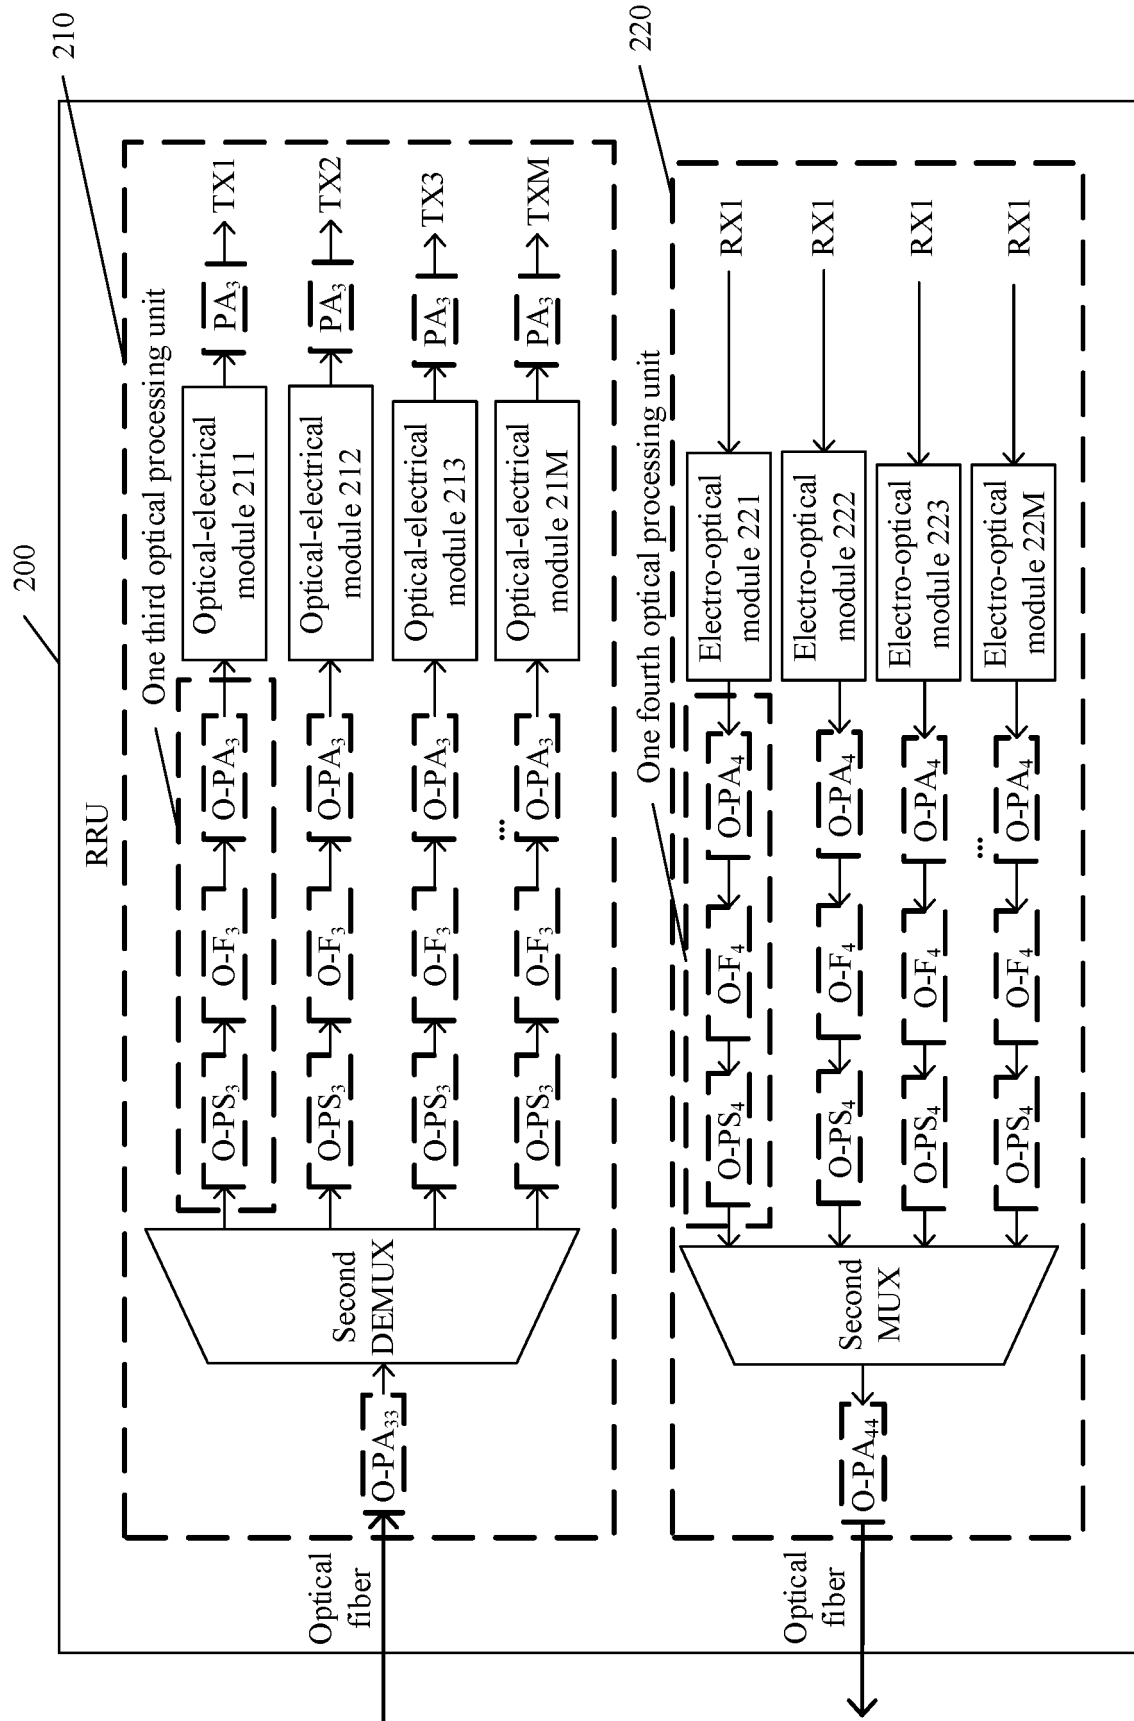 200
210
220
RRU
One third optical processing unit
Optical
fiber
O-PA33
Second
DEMUX
O-PS3
O-F3
O-PA3
Optical-electrical
module 211
PA3
TX1
O-PS3
O-F3
O-PA3
Optical-electrical
module 212
PA3
TX2
O-PS3
O-F3
O-PA3
Optical-electrical
module 213
PA3
TX3
...
O-PS3
O-F3
O-PA3
Optical-electrical
module 21M
PA3
TXM
One fourth optical processing unit
Optical
fiber
O-PA44
Second
MUX
O-PS4
O-F4
O-PA4
Electro-optical
module 221
RX1
O-PS4
O-F4
O-PA4
Electro-optical
module 222
RX1
O-PS4
O-F4
O-PA4
Electro-optical
module 223
RX1
...
O-PS4
O-F4
O-PA4
Electro-optical
module 22M
RX1